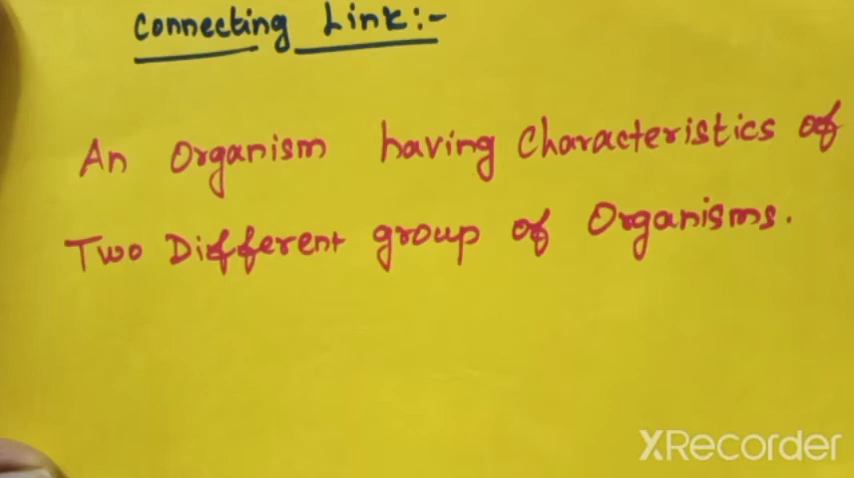 Connecting Link:-
An Organism having Characteristics of
Two Different group of Organisms.
XRecorder